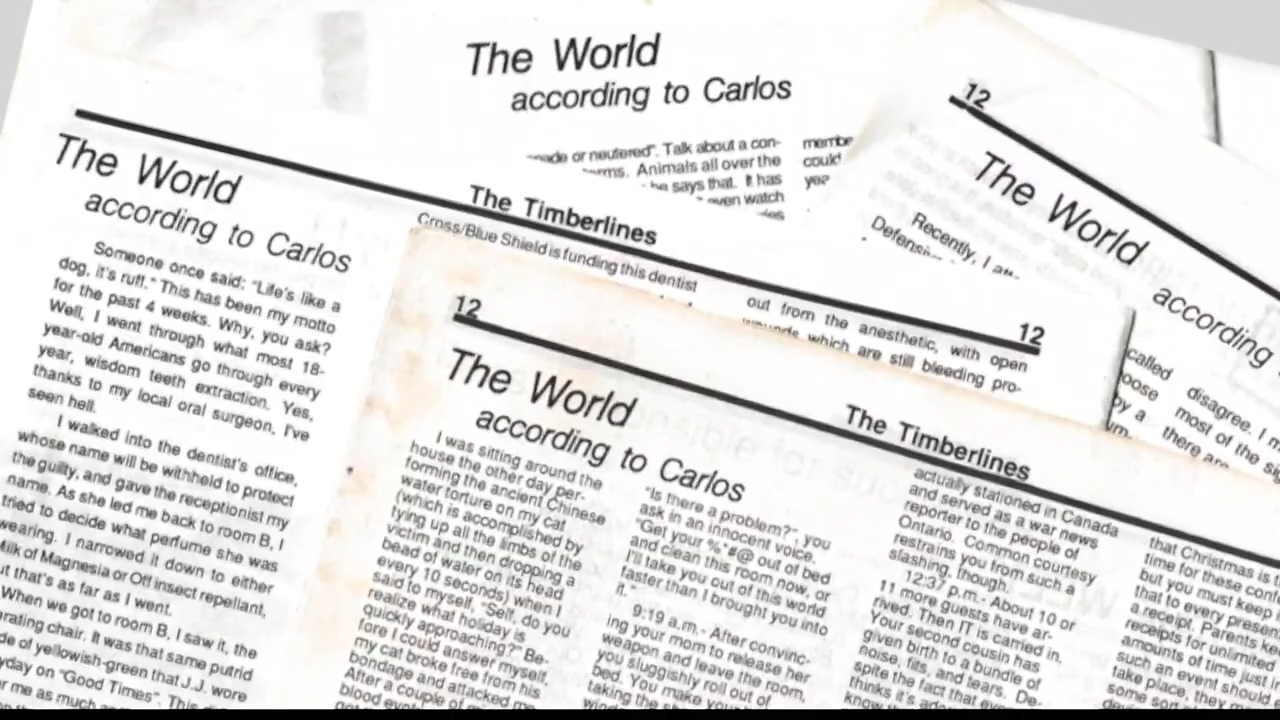 The World
according to Carlos
made or neutered". Talk about a con-
Animals all over the
he says that. It has
even watch
membe
could
12
The World
according
Recently, I
called
disagree, I m
most of the su
by a
there are
The Timberlines
12
The World
according to Carlos
Someone once said: "Life's like a
dog, it's ruff." This has been my motto
for the past 4 weeks. Why, you ask?
Well, I went through what most 18-
year-old Americans go through every
year, wisdom teeth extraction. Yes,
thanks to my local oral surgeon, I've
seen hell.
I walked into the dentist's office,
whose name will be withheld to protect
the guilty, and gave the receptionist my
name. As she led me back to room B, I
tried to decide what perfume she was
wearing. I narrowed it down to either
Milk of Magnesia or Off insect repellant,
that's as far as I went.
When we got to room B, I saw it, the
rating chair. It was that same putrid
of yellowish-green that J.J. wore
on "Good Times". This
me as much
Cross/Blue Shield is funding this dentist
out from the anesthetic, with open
wounds which are still bleeding pro-
12
The Timberlines
The World
according to Carlos
I was sitting around the
house the other day per-
forming the ancient Chinese
water torture on my cat
(which is accomplished by
tying up all the limbs of the
victim and then dropping a
bead of water on its head
every 10 seconds) when I
said to myself, "Self, do you
realize what holiday is
quickly approaching?" Be-
fore I could answer myself,
my cat broke from his
bondage and attacked me.
After a couple of
blood
"Is there a problem?", you
ask in an innocent voice.
"Get your %*#@ out of bed
and clean this room now, or
I'll take you out of this world
faster than I brought you into
it."
9:19 a.m.- After convinc-
ing your mom to release her
weapon and leave the room,
you sluggishly roll out of
bed. You make your
taking the
actually stationed in Canada
and served as a war news
reporter to the people of
Ontario. Common courtesy
restrains you from such a
slashing, though.
12:37 p.m.- About 10 or
11 more guests have ar-
rived. Then IT is carried in.
Your second cousin has
given birth to a bundle of
noise, fits, and tears. De-
spite the fact that even
thinks it's
know
that Christmas is
time for these
but you must keep
that to every
a receipt. Parents
receipts for unlimited
amounts of time just
such an event should
take place, they
some sort